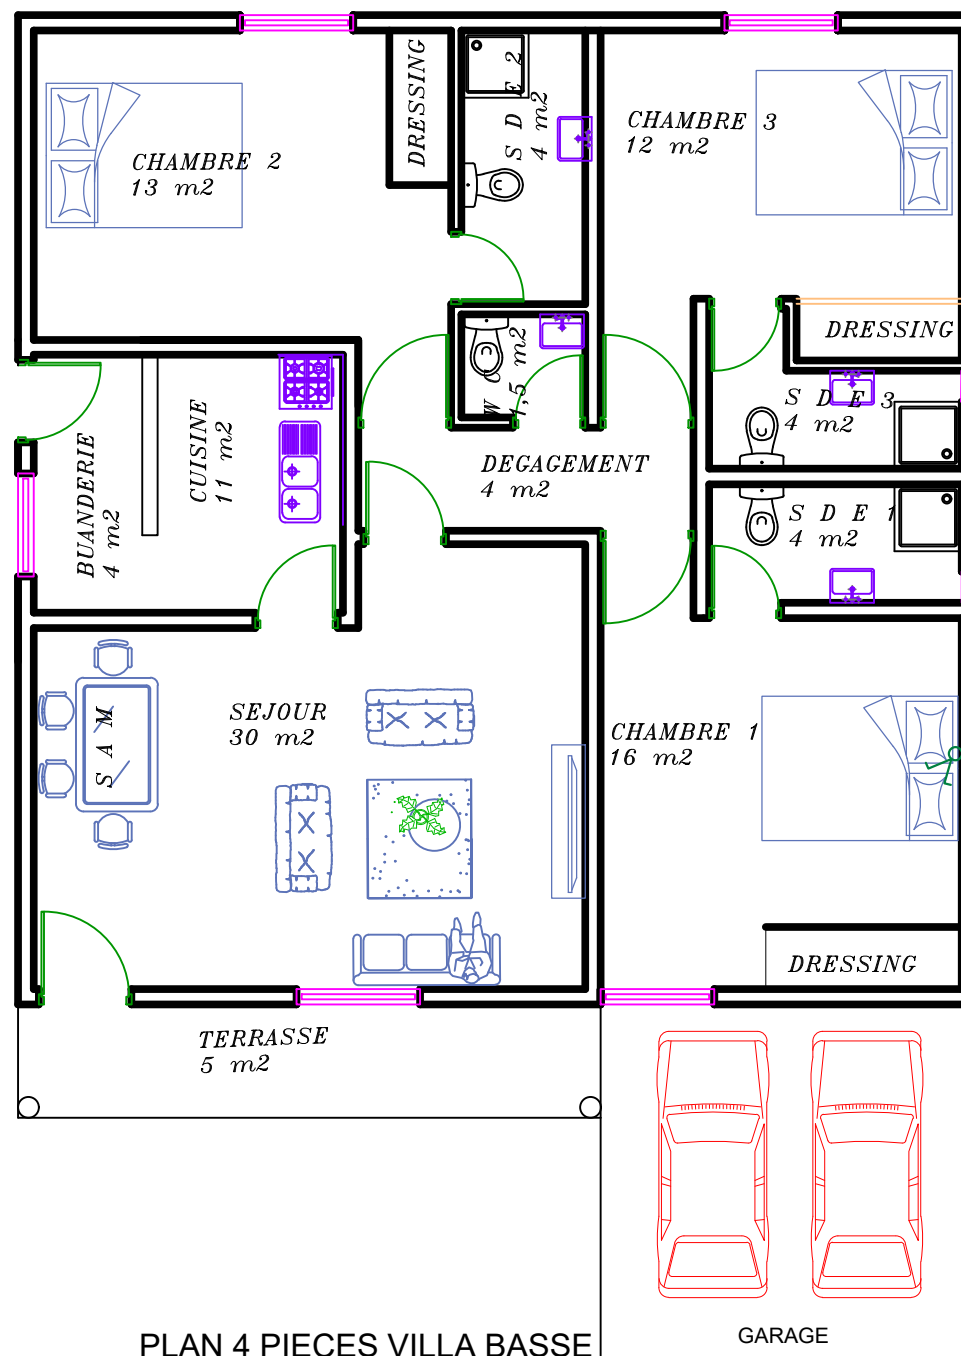 CHAMBRE 2
13 m2
DRESSING
S D E 2
4 m2
CHAMBRE 3
12 m2
DRESSING
W C
1,5 m2
S D E 3
4 m2
BUANDERIE
4 m2
CUISINE
11 m2
DEGAGEMENT
4 m2
S D E 1
4 m2
S A M
SEJOUR
30 m2
CHAMBRE 1
16 m2
DRESSING
TERRASSE
5 m2
PLAN 4 PIECES VILLA BASSE
GARAGE